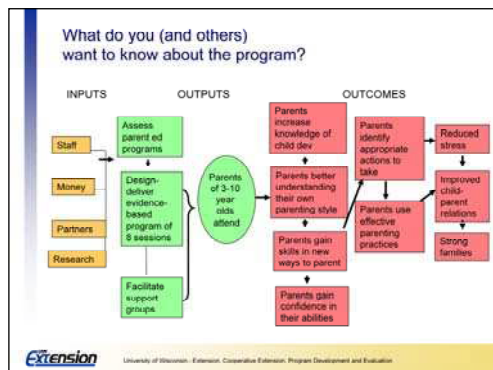 What do you (and others)
want to know about the program?
INPUTS
OUTPUTS
OUTCOMES
Staff
Money
Partners
Research
Assess
parent ed
programs
Design-
deliver
evidence-
based
program of
8 sessions
Facilitate
support
groups
Parents
of 3-10
year
olds
attend
Parents
increase
knowledge of
child dev
Parents better
understanding
their own
parenting style
Parents gain
skills in new
ways to parent
Parents gain
confidence in
their abilities
Parents
identify
appropriate
actions to
take
Parents use
effective
parenting
practices
Reduced
stress
Improved
child-
parent
relations
Strong
families
Extension
University of Wisconsin - Extension, Cooperative Extension, Program Development and Evaluation